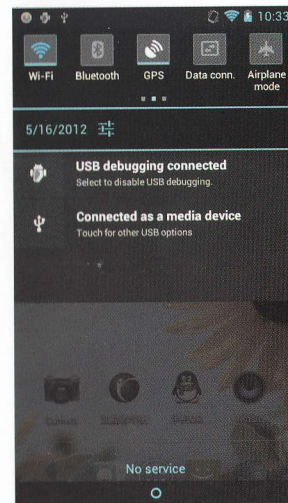 10:33
Wi-Fi
Bluetooth
GPS
Data conn.
Airplane
mode
5/16/2012
USB debugging connected
Select to disable USB debugging.
Connected as a media device
Touch for other USB options
No service